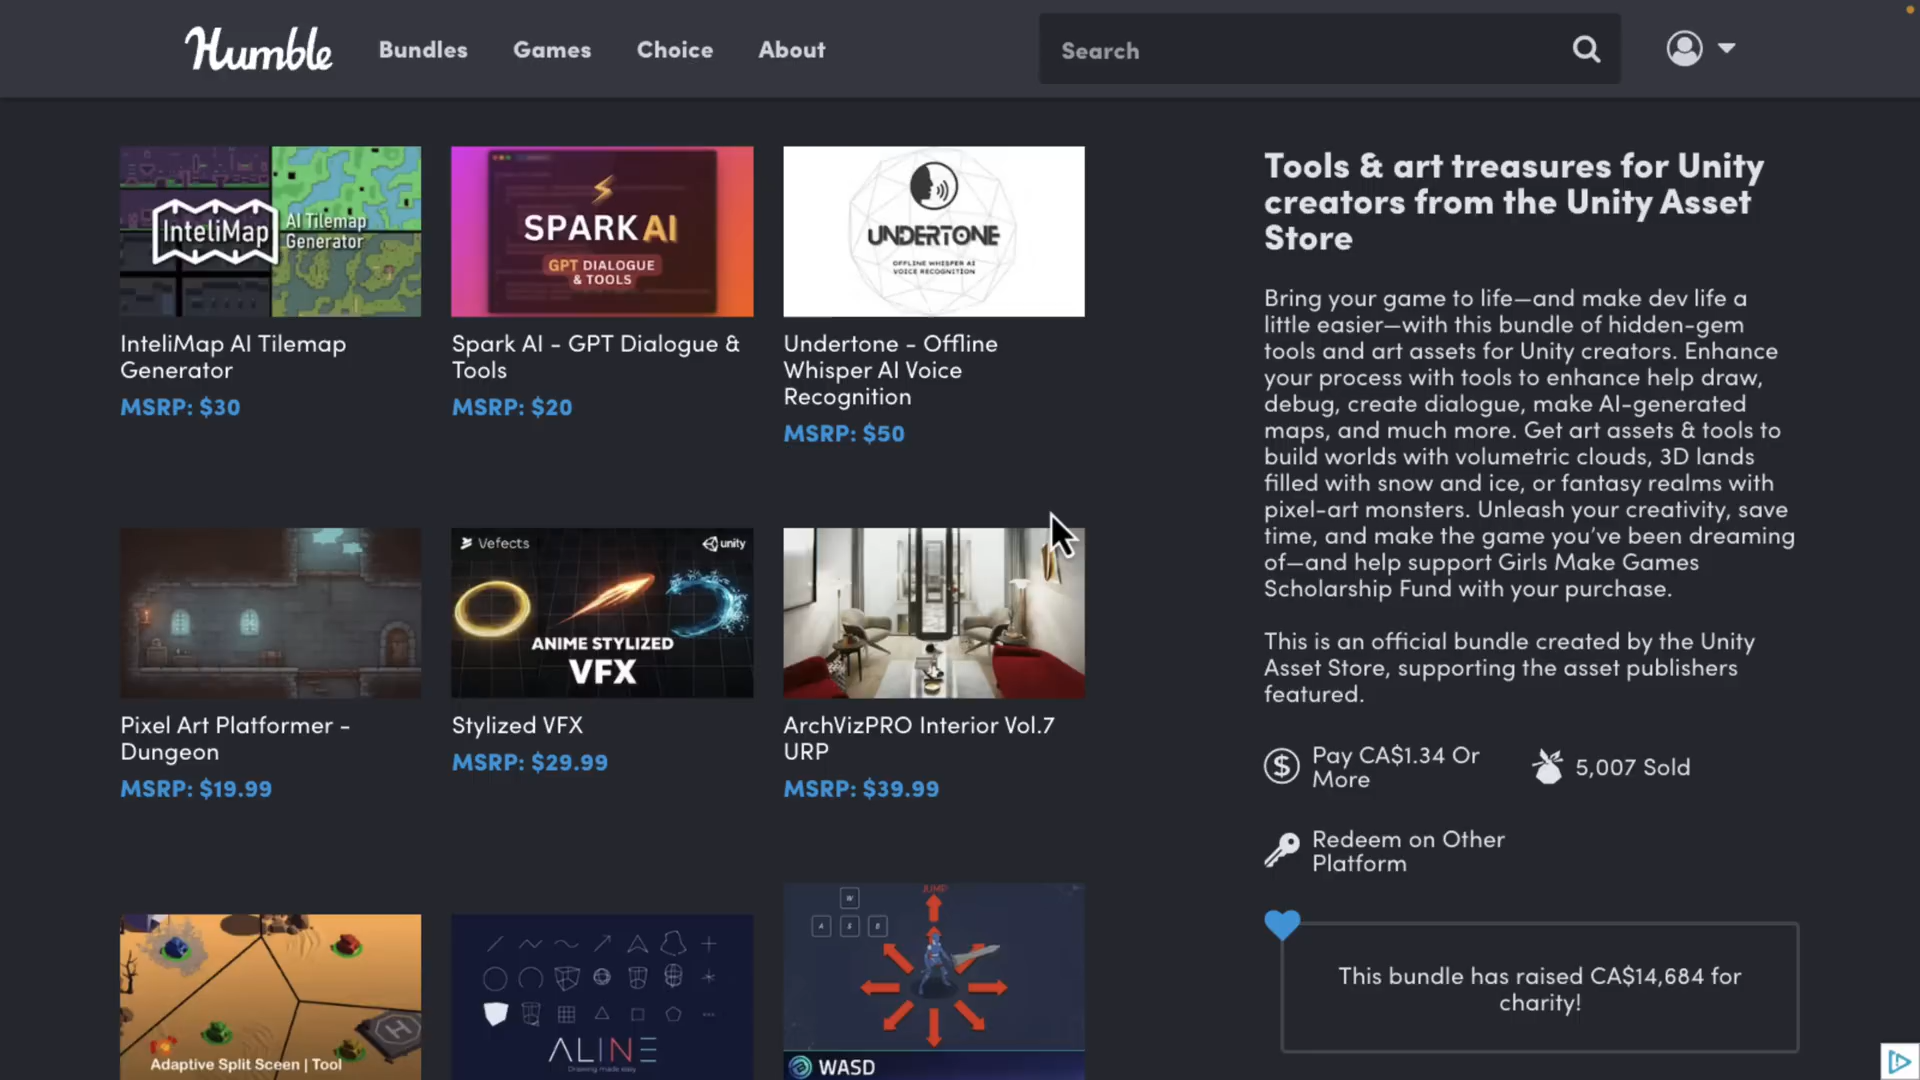 Humble
Bundles
Games
Choice
About
Search
InteliMap
AI Tilemap
Generator
InteliMap AI Tilemap
Generator
MSRP: $30
SPARK AI
GPT DIALOGUE
& TOOLS
Spark AI - GPT Dialogue &
Tools
MSRP: $20
UNDERTONE
OFFLINE WHISPER AI
VOICE RECOGNITION
Undertone - Offline
Whisper AI Voice
Recognition
MSRP: $50
Pixel Art Platformer -
Dungeon
MSRP: $19.99
Vefects
unity
ANIME STYLIZED
VFX
Stylized VFX
MSRP: $29.99
ArchVizPRO Interior Vol.7
URP
MSRP: $39.99
Adaptive Split Sceen | Tool
ALINE
Drawing made easy
JUMP
W
A
S
D
WASD
Tools & art treasures for Unity
creators from the Unity Asset
Store
Bring your game to life—and make dev life a
little easier—with this bundle of hidden-gem
tools and art assets for Unity creators. Enhance
your process with tools to enhance help draw,
debug, create dialogue, make AI-generated
maps, and much more. Get art assets & tools to
build worlds with volumetric clouds, 3D lands
filled with snow and ice, or fantasy realms with
pixel-art monsters. Unleash your creativity, save
time, and make the game you've been dreaming
of—and help support Girls Make Games
Scholarship Fund with your purchase.
This is an official bundle created by the Unity
Asset Store, supporting the asset publishers
featured.
Pay CA$1.34 Or
More
5,007 Sold
Redeem on Other
Platform
This bundle has raised CA$14,684 for
charity!